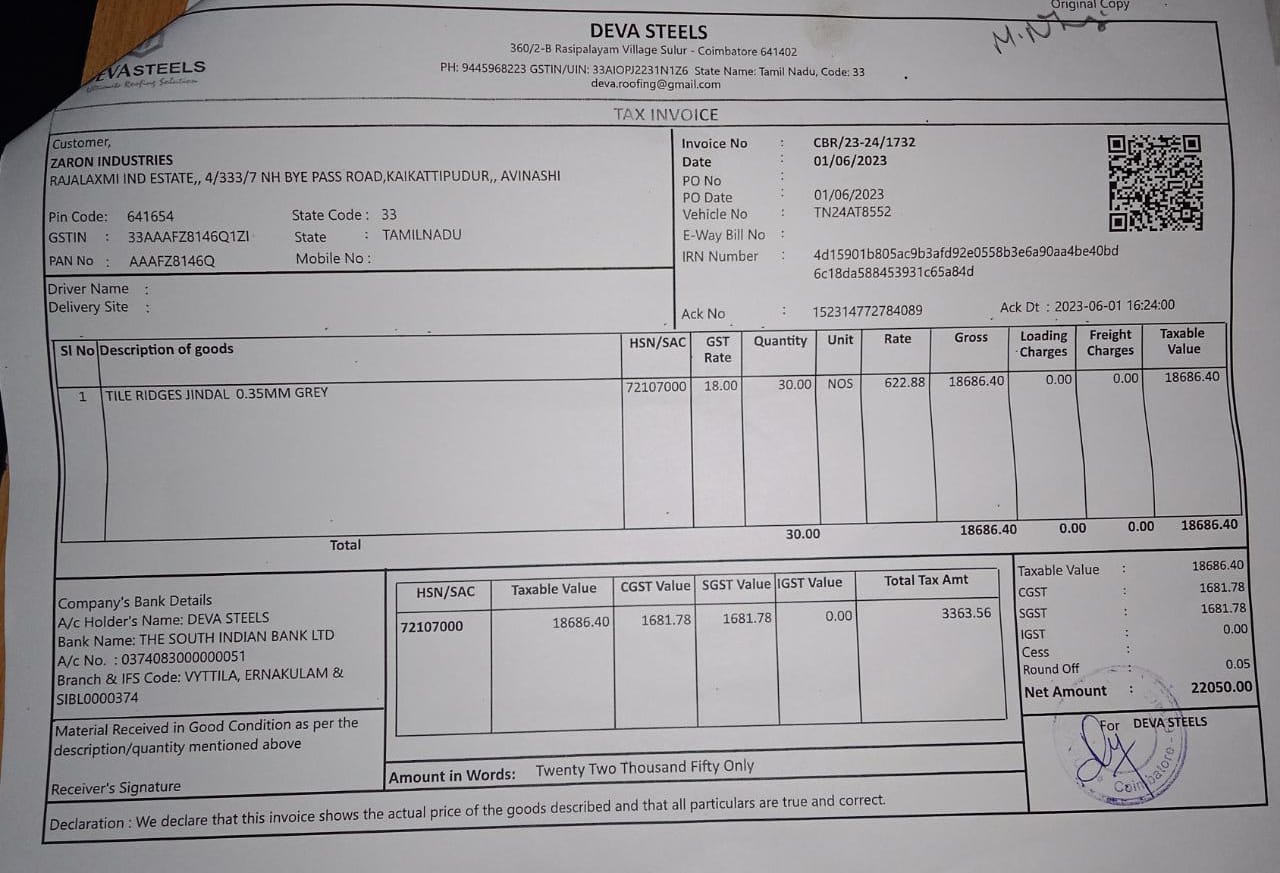 Original Copy
DEVA STEELS
360/2-B Rasipalayam Village Sulur - Coimbatore 641402
PH: 9445968223 GSTIN/UIN: 33AIOPJ2231N1Z6 State Name: Tamil Nadu, Code: 33
deva.roofing@gmail.com
EVASTEELS
Ultimate Roofing Solution
TAX INVOICE
Customer,
ZARON INDUSTRIES
RAJALAXMI IND ESTATE,, 4/333/7 NH BYE PASS ROAD,KAIKATTIPUDUR,, AVINASHI
Pin Code: 641654 State Code : 33
GSTIN : 33AAAFZ8146Q1ZI State : TAMILNADU
PAN No : AAAFZ8146Q Mobile No :
Driver Name :
Delivery Site :
Invoice No : CBR/23-24/1732
Date : 01/06/2023
PO No :
PO Date : 01/06/2023
Vehicle No : TN24AT8552
E-Way Bill No :
IRN Number : 4d15901b805ac9b3afd92e0558b3e6a90aa4be40bd
6c18da588453931c65a84d
Ack No : 152314772784089 Ack Dt : 2023-06-01 16:24:00
Sl No Description of goods HSN/SAC GST Rate Quantity Unit Rate Gross Loading Charges Freight Charges Taxable Value
1 TILE RIDGES JINDAL 0.35MM GREY 72107000 18.00 30.00 NOS 622.88 18686.40 0.00 0.00 18686.40
Total 30.00 18686.40 0.00 0.00 18686.40
Company's Bank Details
A/c Holder's Name: DEVA STEELS
Bank Name: THE SOUTH INDIAN BANK LTD
A/c No. : 0374083000000051
Branch & IFS Code: VYTTILA, ERNAKULAM &
SIBL0000374
Material Received in Good Condition as per the
description/quantity mentioned above
Receiver's Signature
HSN/SAC Taxable Value CGST Value SGST Value IGST Value Total Tax Amt
72107000 18686.40 1681.78 1681.78 0.00 3363.56
Amount in Words: Twenty Two Thousand Fifty Only
Taxable Value : 18686.40
CGST : 1681.78
SGST : 1681.78
IGST : 0.00
Cess :
Round Off : 0.05
Net Amount : 22050.00
For DEVA STEELS
Coimbatore
Declaration : We declare that this invoice shows the actual price of the goods described and that all particulars are true and correct.